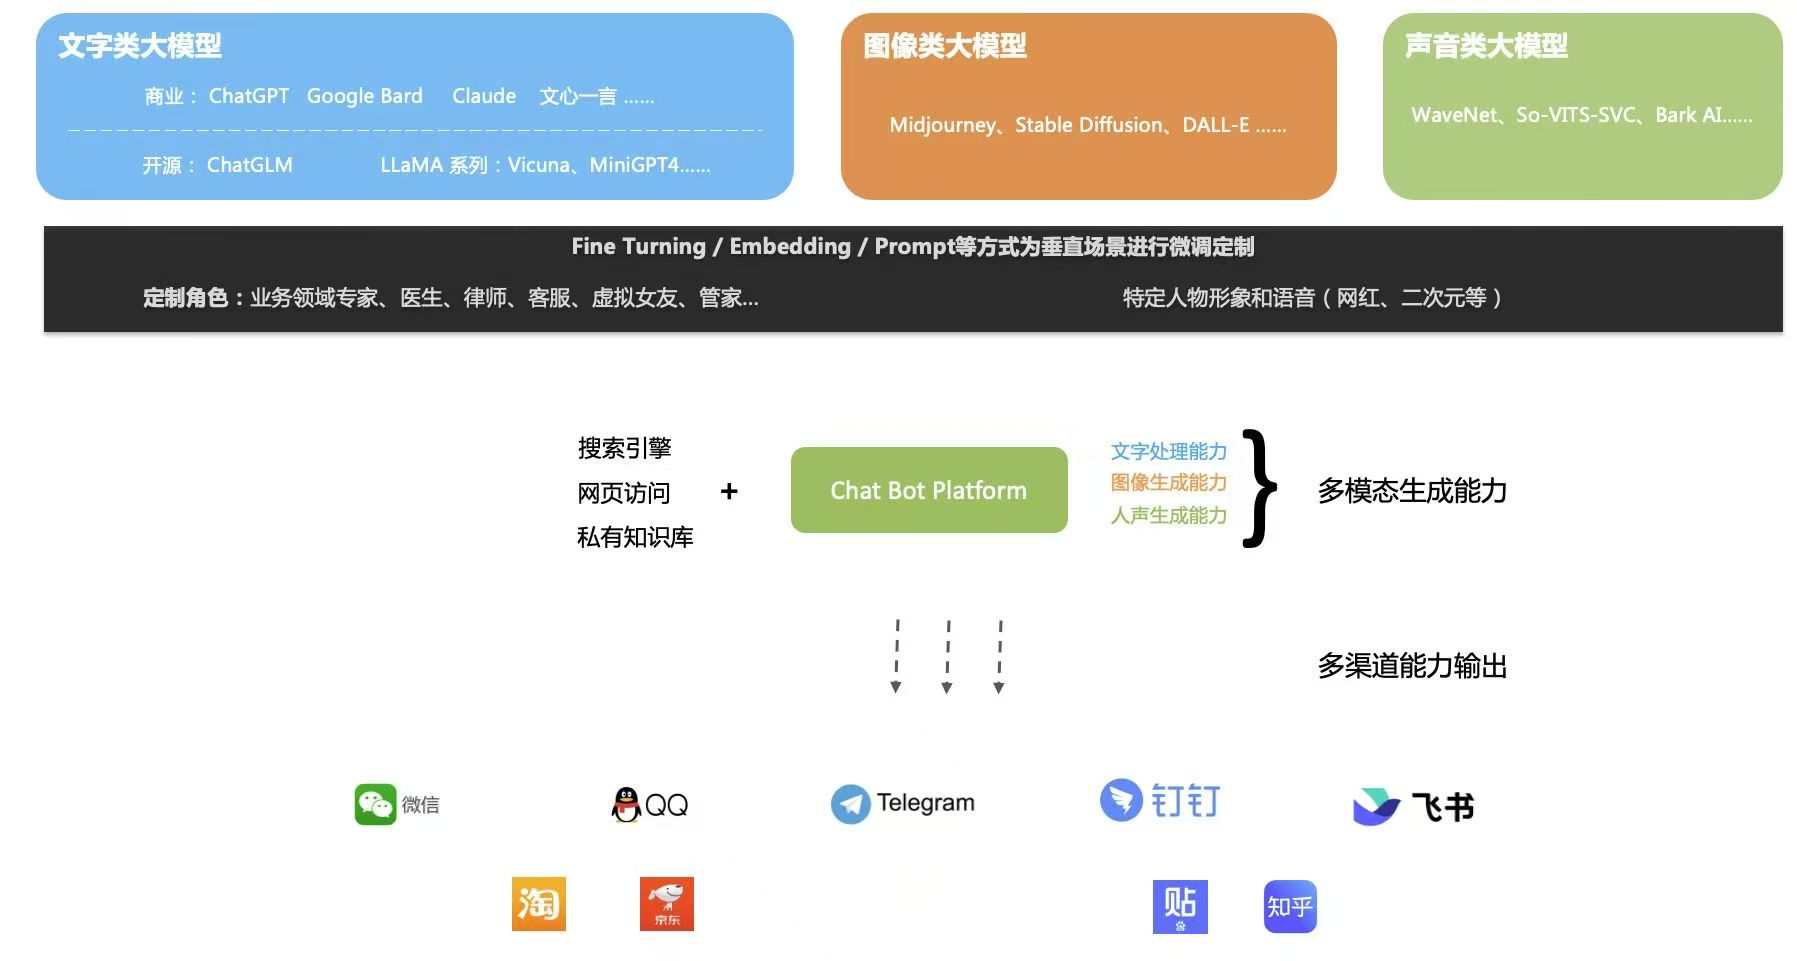 文字类大模型
商业： ChatGPT Google Bard Claude 文心一言 ……
开源： ChatGLM LLaMA 系列：Vicuna、MiniGPT4……
图像类大模型
Midjourney、Stable Diffusion、DALL-E ……
声音类大模型
WaveNet、So-VITS-SVC、Bark AI……
Fine Turning / Embedding / Prompt等方式为垂直场景进行微调定制
定制角色：业务领域专家、医生、律师、客服、虚拟女友、管家...
特定人物形象和语音（网红、二次元等）
搜索引擎
网页访问
私有知识库
+
Chat Bot Platform
文字处理能力
图像生成能力
人声生成能力
}
多模态生成能力
多渠道能力输出
微信
QQ
Telegram
钉钉
飞书
淘
京东
贴
知乎